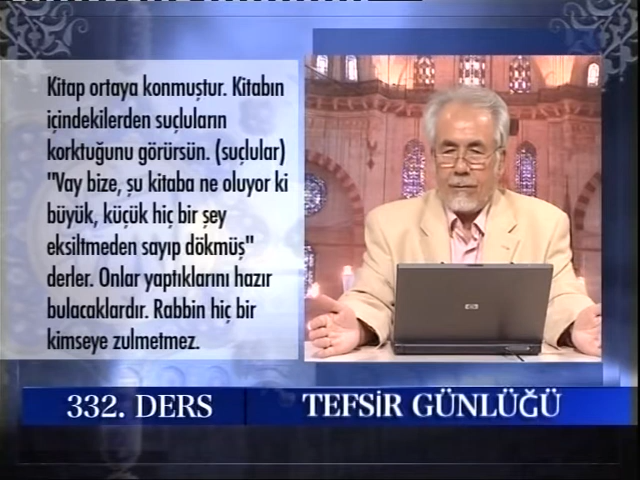 Kitap ortaya konmuştur. Kitabın
içindekilerden suçluların
korktuğunu görürsün. (suçlular)
"Vay bize, şu kitaba ne oluyor ki
büyük, küçük hiç bir şey
eksiltmeden sayıp dökmüş"
derler. Onlar yaptıklarını hazır
bulacaklardır. Rabbin hiç bir
kimseye zulmetmez.
hp
332. DERS
TEFSİR GÜNLÜĞÜ